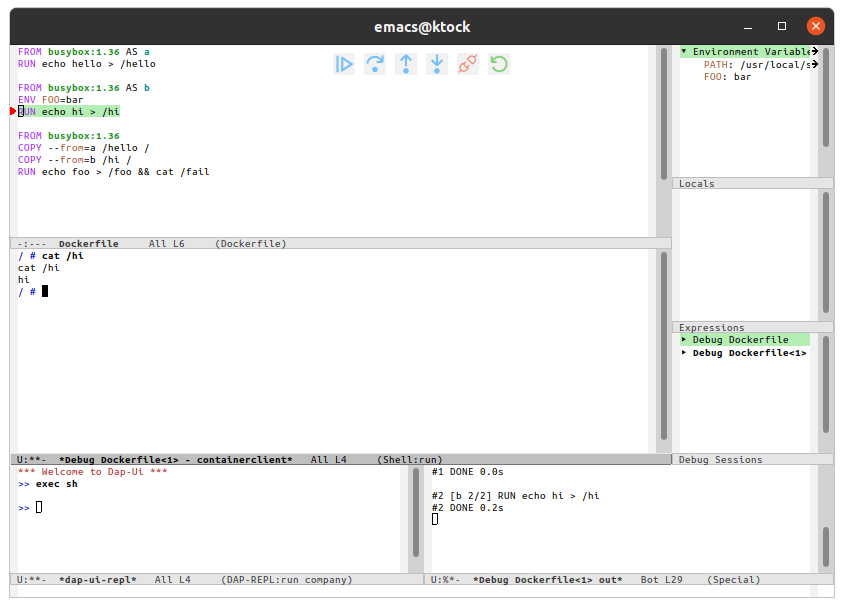 emacs@ktock
FROM busybox:1.36 AS a
RUN echo hello > /hello
FROM busybox:1.36 AS b
ENV FOO=bar
RUN echo hi > /hi
FROM busybox:1.36
COPY --from=a /hello /
COPY --from=b /hi /
RUN echo foo > /foo && cat /fail
-:--- Dockerfile All L6 (Dockerfile)
/ # cat /hi
cat /hi
hi
/ #
U:**- *Debug Dockerfile<1> - containerclient* All L4 (Shell:run)
*** Welcome to Dap-Ui ***
>> exec sh
>>
U:**- *dap-ui-repl* All L4 (DAP-REPL:run company)
#1 DONE 0.0s
#2 [b 2/2] RUN echo hi > /hi
#2 DONE 0.2s
U:%*- *Debug Dockerfile<1> out* Bot L29 (Special)
▾ Environment Variable
PATH: /usr/local/s
FOO: bar
Locals
Expressions
▸ Debug Dockerfile
▸ Debug Dockerfile<1>
Debug Sessions